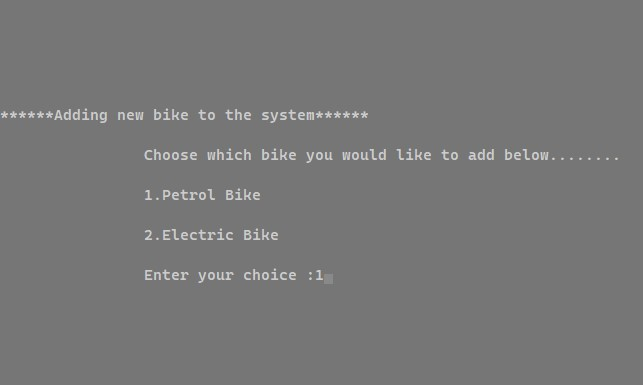 ******Adding new bike to the system******
Choose which bike you would like to add below........
1.Petrol Bike
2.Electric Bike
Enter your choice :1